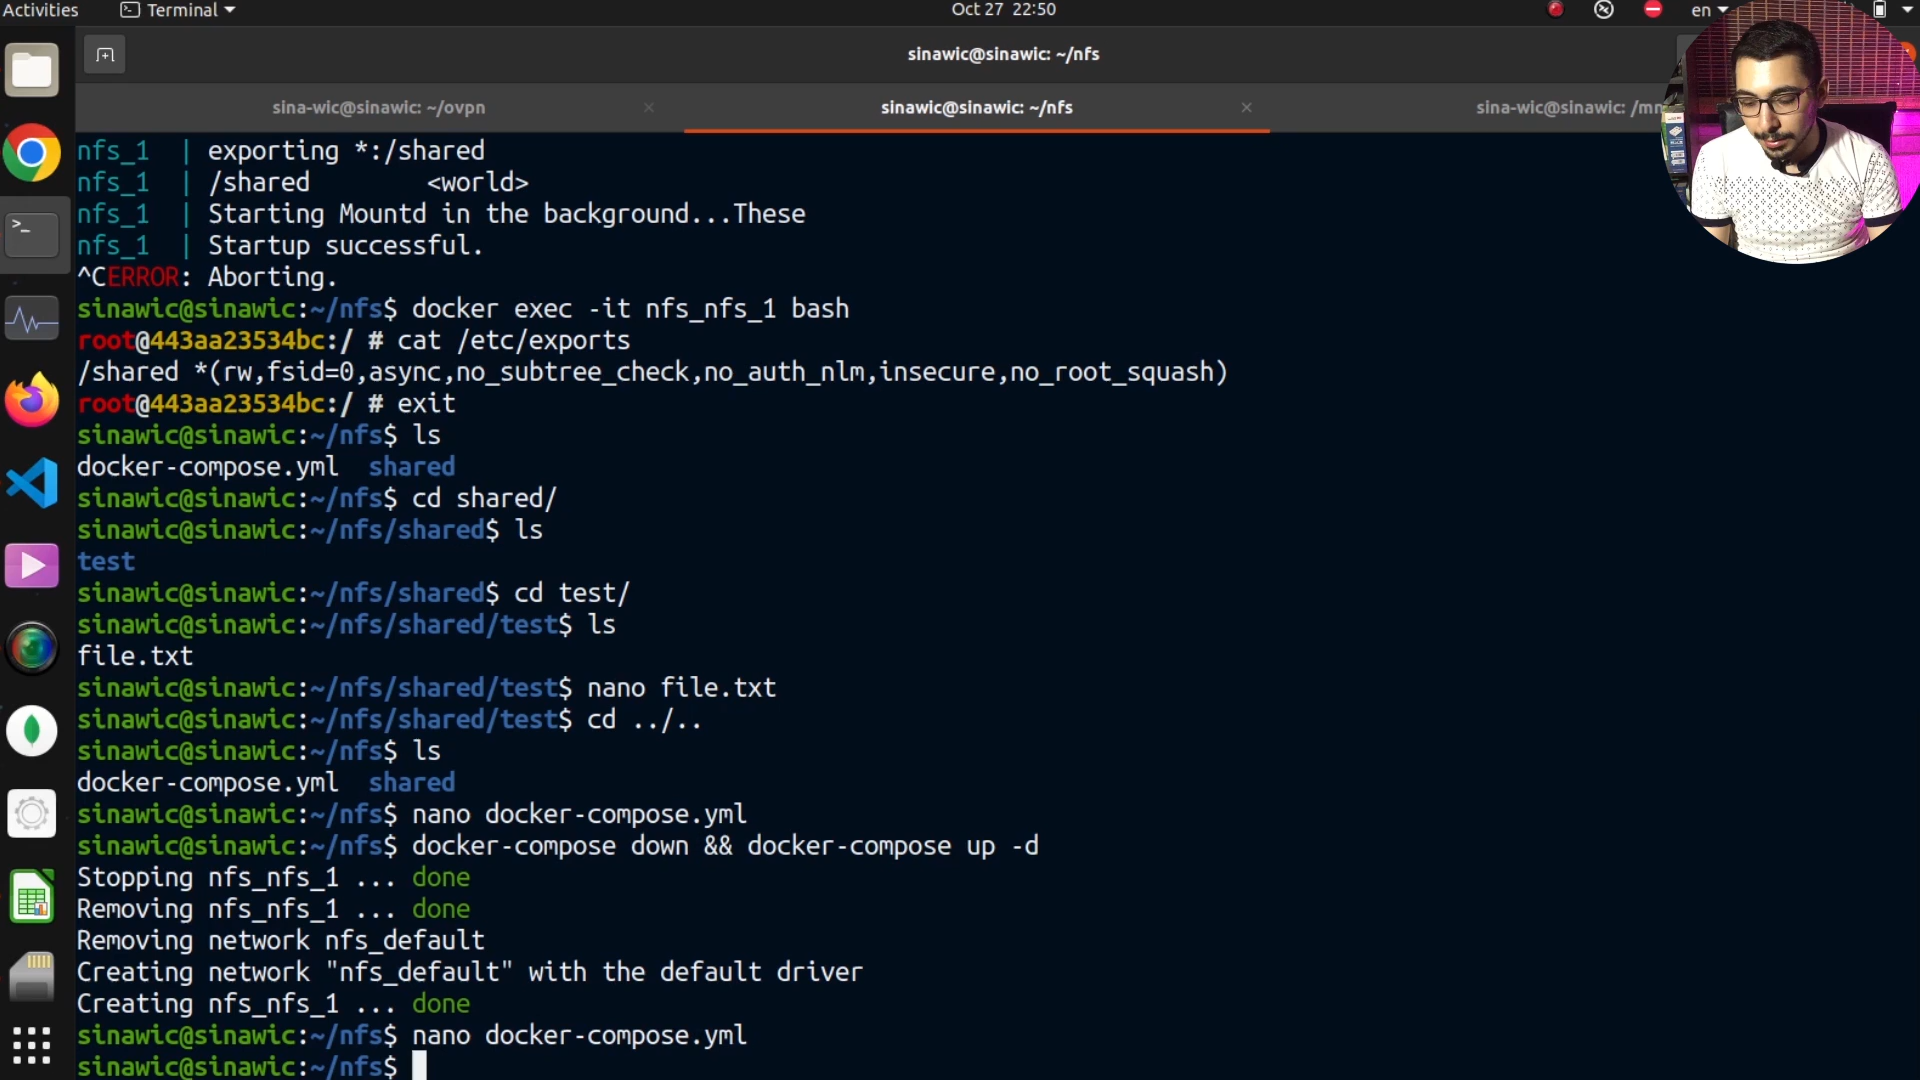 Activities Terminal Oct 27 22:50 en
sinawic@sinawic: ~/nfs
sina-wic@sinawic: ~/ovpn × sinawic@sinawic: ~/nfs × sina-wic@sinawic:
nfs_1 | exporting *:/shared
nfs_1 | /shared <world>
nfs_1 | Starting Mountd in the background...These
nfs_1 | Startup successful.
^CERROR: Aborting.
sinawic@sinawic:~/nfs$ docker exec -it nfs_nfs_1 bash
root@443aa23534bc:/ # cat /etc/exports
/shared *(rw,fsid=0,async,no_subtree_check,no_auth_nlm,insecure,no_root_squash)
root@443aa23534bc:/ # exit
sinawic@sinawic:~/nfs$ ls
docker-compose.yml shared
sinawic@sinawic:~/nfs$ cd shared/
sinawic@sinawic:~/nfs/shared$ ls
test
sinawic@sinawic:~/nfs/shared$ cd test/
sinawic@sinawic:~/nfs/shared/test$ ls
file.txt
sinawic@sinawic:~/nfs/shared/test$ nano file.txt
sinawic@sinawic:~/nfs/shared/test$ cd ../..
sinawic@sinawic:~/nfs$ ls
docker-compose.yml shared
sinawic@sinawic:~/nfs$ nano docker-compose.yml
sinawic@sinawic:~/nfs$ docker-compose down && docker-compose up -d
Stopping nfs_nfs_1 ... done
Removing nfs_nfs_1 ... done
Removing network nfs_default
Creating network "nfs_default" with the default driver
Creating nfs_nfs_1 ... done
sinawic@sinawic:~/nfs$ nano docker-compose.yml
sinawic@sinawic:~/nfs$